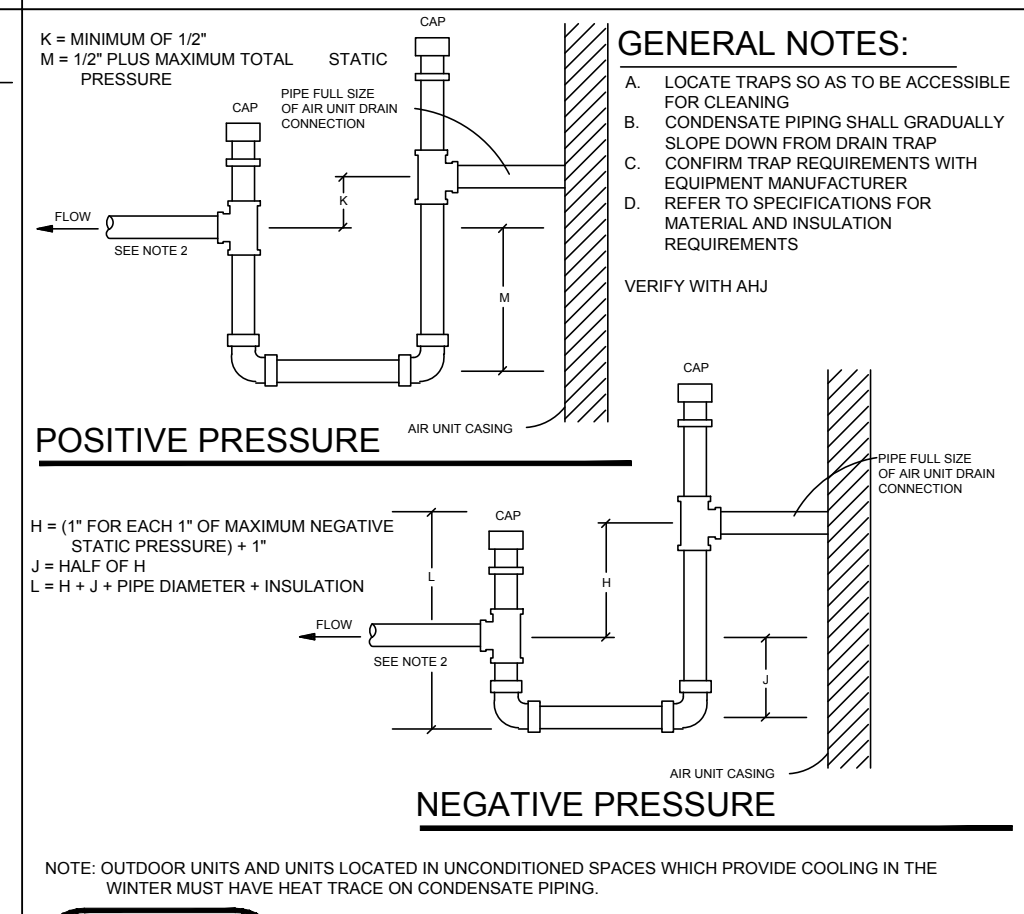 K = MINIMUM OF 1/2"
M = 1/2" PLUS MAXIMUM TOTAL STATIC
PRESSURE
CAP
CAP
PIPE FULL SIZE
OF AIR UNIT DRAIN
CONNECTION
K
FLOW
SEE NOTE 2
M
AIR UNIT CASING
POSITIVE PRESSURE
GENERAL NOTES:
A. LOCATE TRAPS SO AS TO BE ACCESSIBLE
FOR CLEANING
B. CONDENSATE PIPING SHALL GRADUALLY
SLOPE DOWN FROM DRAIN TRAP
C. CONFIRM TRAP REQUIREMENTS WITH
EQUIPMENT MANUFACTURER
D. REFER TO SPECIFICATIONS FOR
MATERIAL AND INSULATION
REQUIREMENTS
VERIFY WITH AHJ
CAP
PIPE FULL SIZE
OF AIR UNIT DRAIN
CONNECTION
H = (1" FOR EACH 1" OF MAXIMUM NEGATIVE
STATIC PRESSURE) + 1"
J = HALF OF H
L = H + J + PIPE DIAMETER + INSULATION
CAP
L
H
FLOW
SEE NOTE 2
J
AIR UNIT CASING
NEGATIVE PRESSURE
NOTE: OUTDOOR UNITS AND UNITS LOCATED IN UNCONDITIONED SPACES WHICH PROVIDE COOLING IN THE
WINTER MUST HAVE HEAT TRACE ON CONDENSATE PIPING.